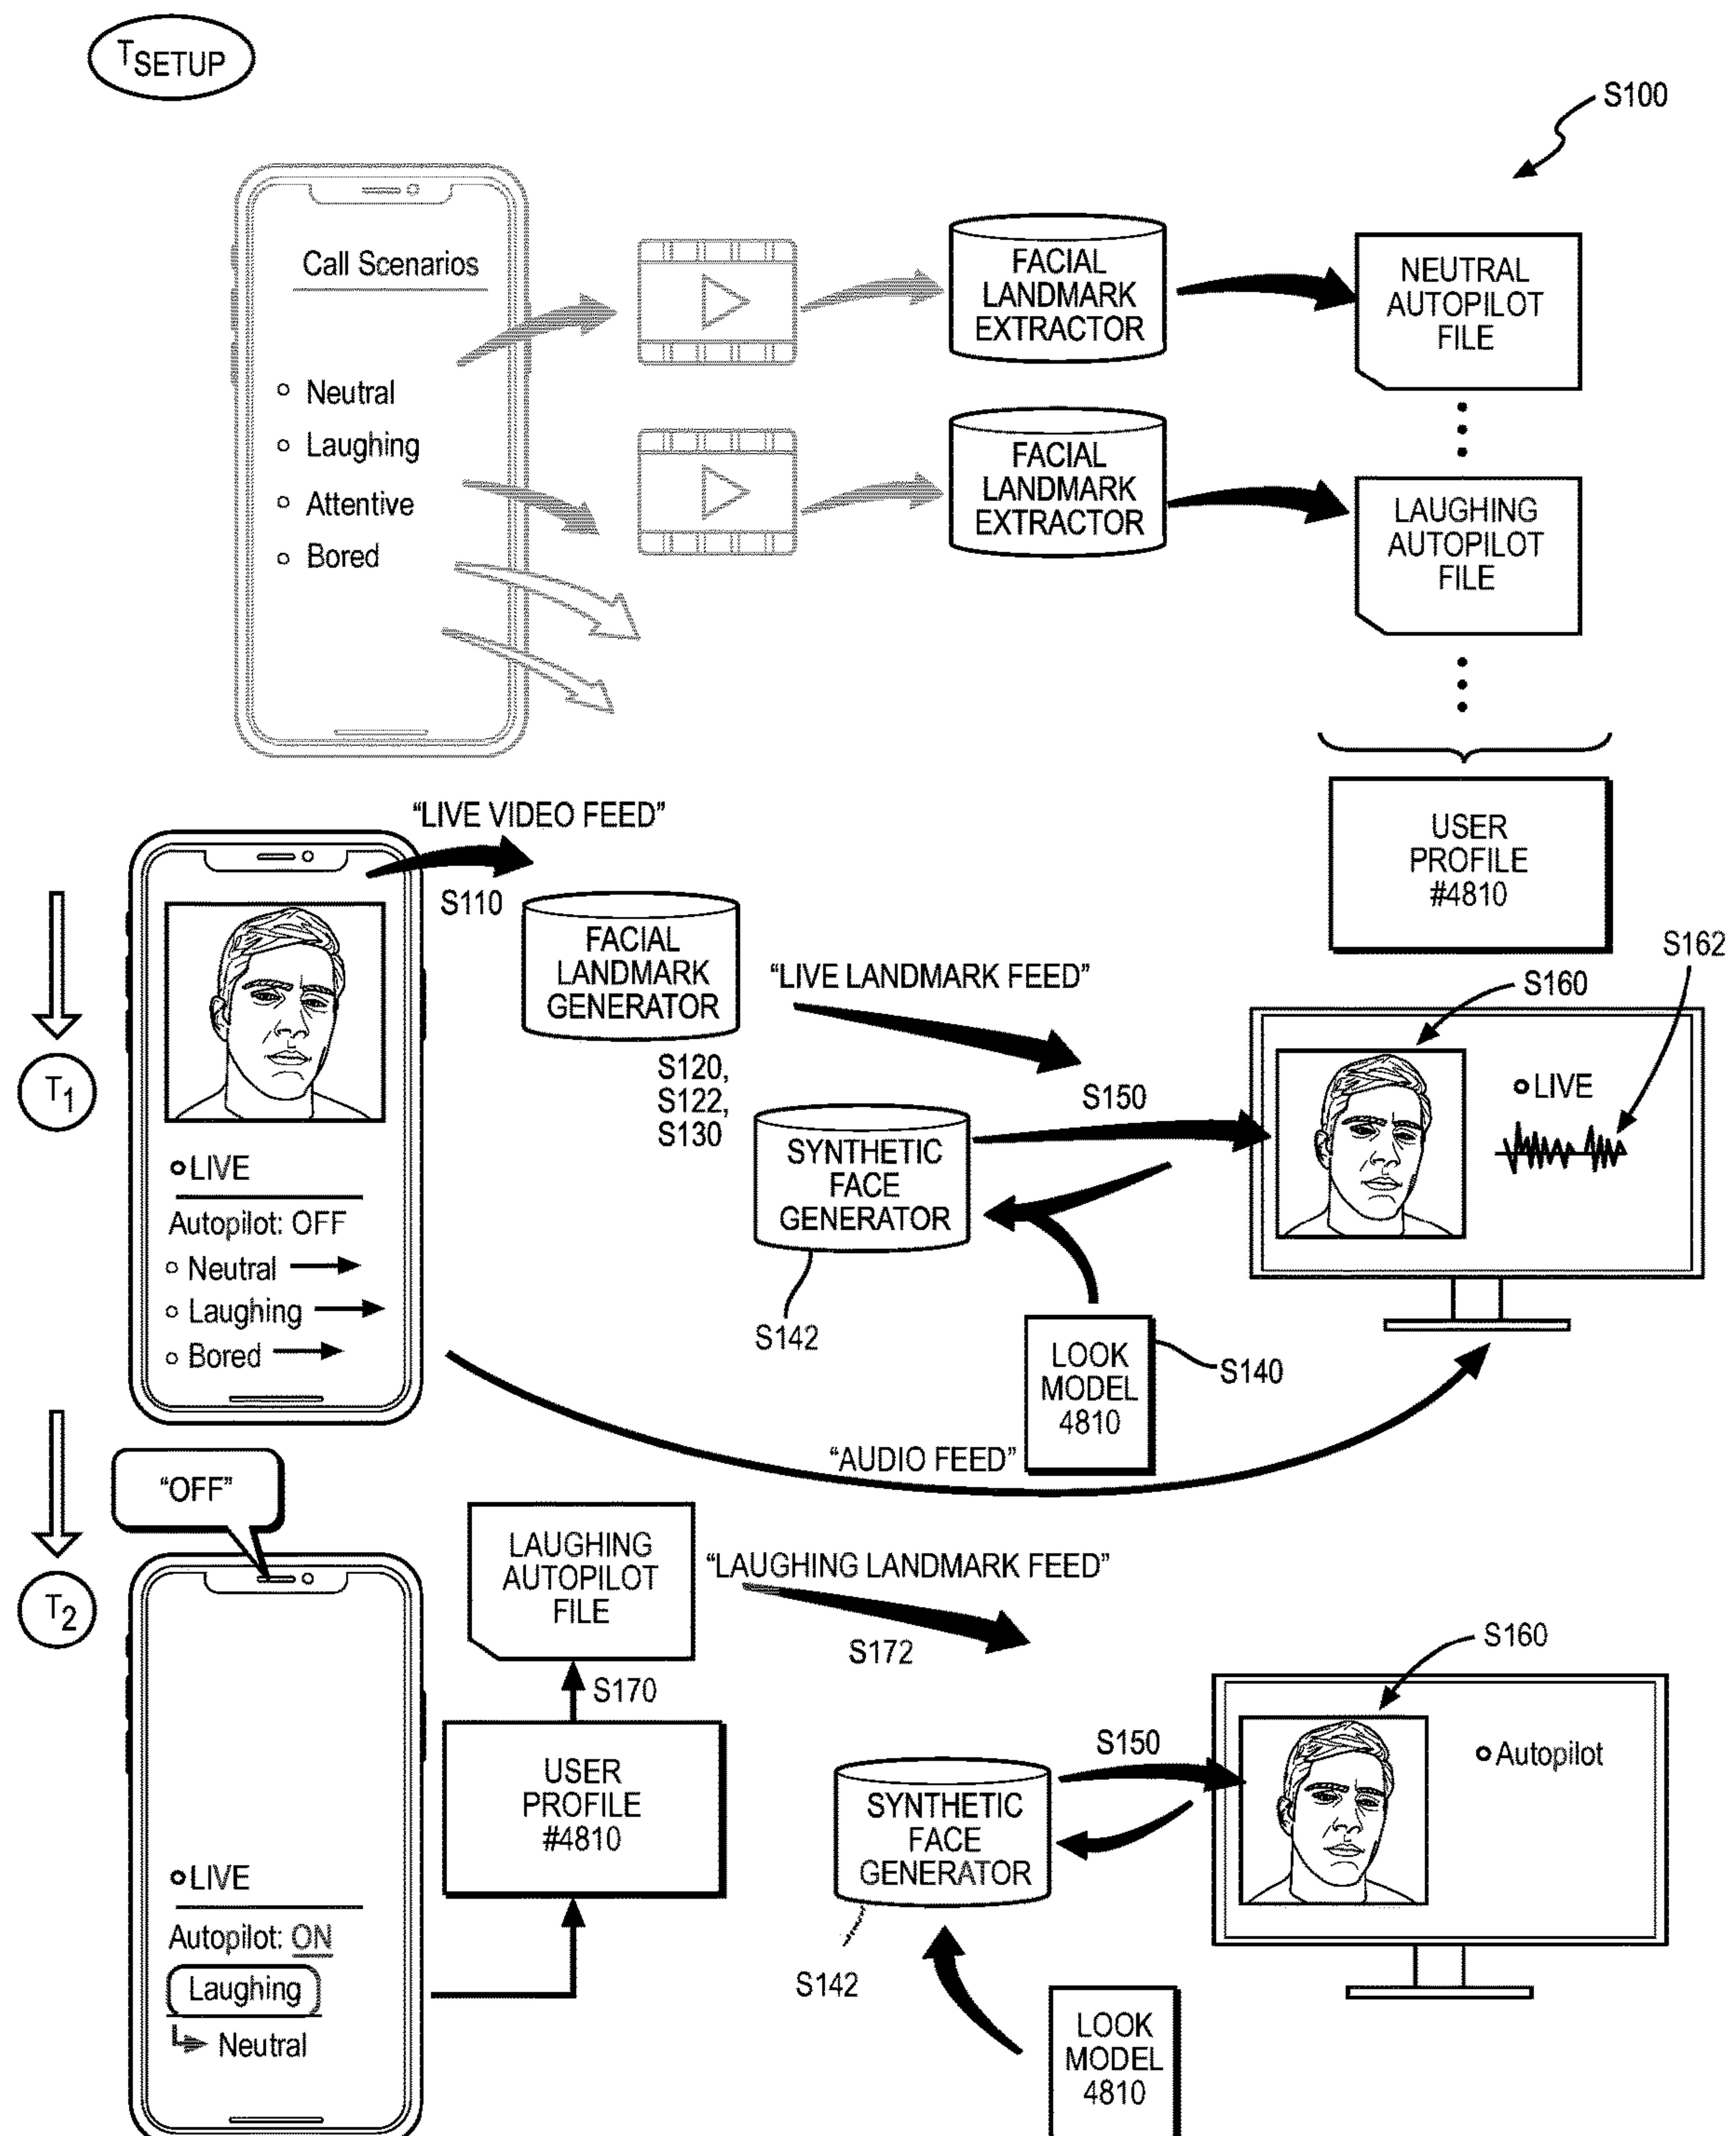 TSETUP
S100
Call Scenarios
Neutral
Laughing
Attentive
Bored
FACIAL
LANDMARK
EXTRACTOR
NEUTRAL
AUTOPILOT
FILE
FACIAL
LANDMARK
EXTRACTOR
LAUGHING
AUTOPILOT
FILE
USER
PROFILE
#4810
T1
"LIVE VIDEO FEED"
S110
LIVE
Autopilot: OFF
Neutral
Laughing
Bored
FACIAL
LANDMARK
GENERATOR
S120,
S122,
S130
"LIVE LANDMARK FEED"
S150
SYNTHETIC
FACE
GENERATOR
S142
LOOK
MODEL
4810
S140
S160
S162
LIVE
"AUDIO FEED"
T2
"OFF"
LIVE
Autopilot: ON
Laughing
Neutral
LAUGHING
AUTOPILOT
FILE
S170
USER
PROFILE
#4810
"LAUGHING LANDMARK FEED"
S172
S150
SYNTHETIC
FACE
GENERATOR
S142
LOOK
MODEL
4810
S160
Autopilot